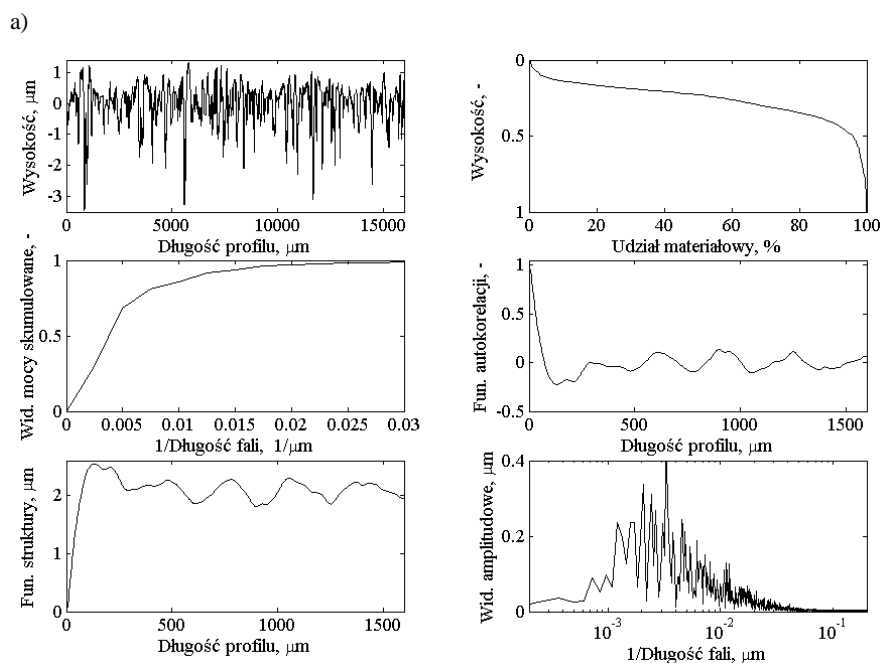 a)
Wysokość, μm
1
0
-1
-2
-3
0 5000 10000 15000
Długość profilu, μm
Wysokość, -
0
0.5
1
0 20 40 60 80 100
Udział materiałowy, %
Wid. mocy skumulowane, -
1
0.5
0
0 0.005 0.01 0.015 0.02 0.025 0.03
1/Długość fali, 1/μm
Fun. autokorelacji, -
1
0.5
0
-0.5
0 500 1000 1500
Długość profilu, μm
Fun. struktury, μm
2
1
0
0 500 1000 1500
Długość profilu, μm
Wid. amplitudowe, μm
0.4
0.2
0
10⁻³ 10⁻² 10⁻¹
1/Długość fali, μm